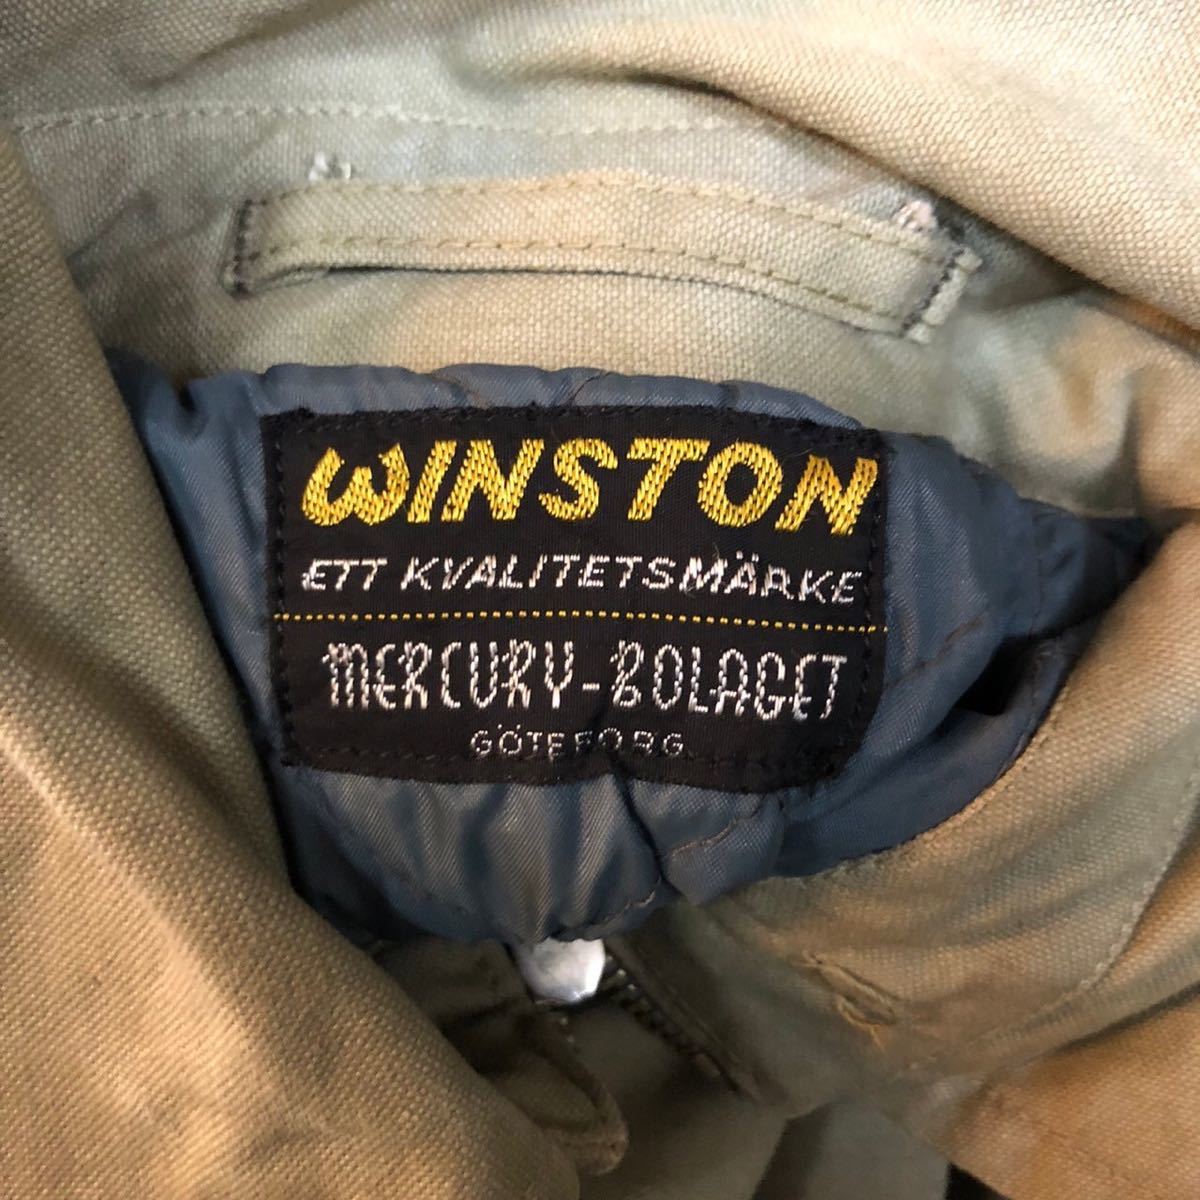 WINSTON
ETT KVALITETSMÄRKE
MERCURY-BOLAGET
GÖTEBORG